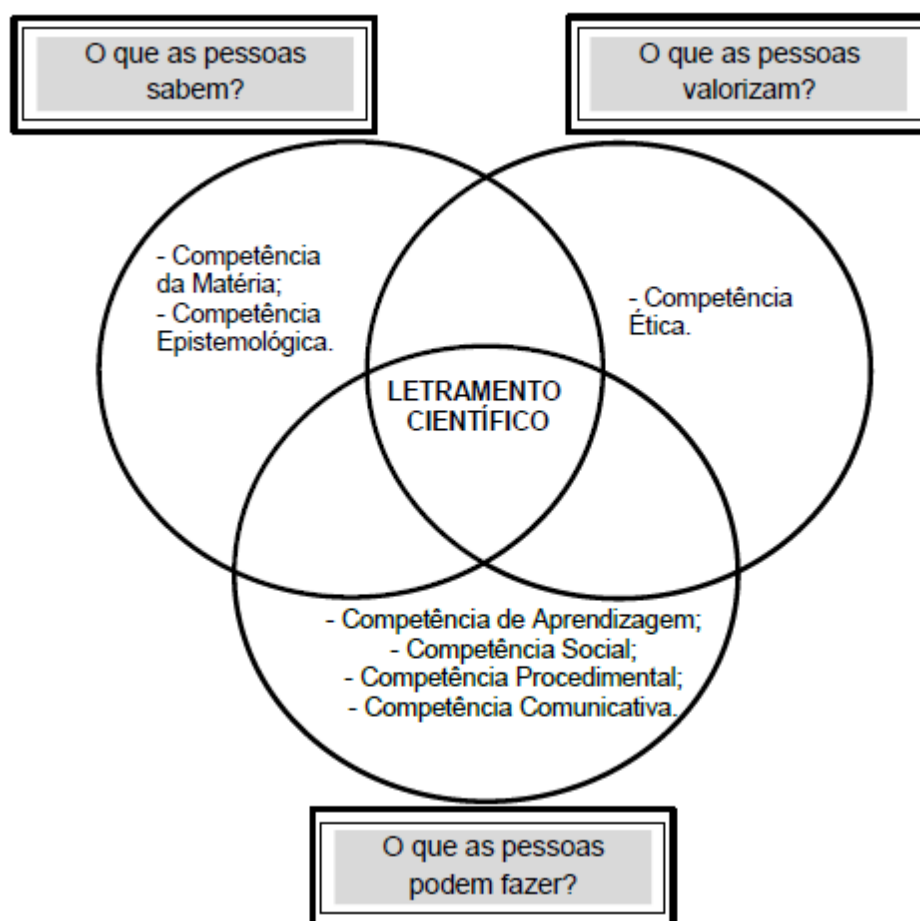 O que as pessoas
sabem?
O que as pessoas
valorizam?
- Competência
da Matéria;
- Competência
Epistemológica.
- Competência
Ética.
LETRAMENTO
CIENTÍFICO
- Competência de Aprendizagem;
- Competência Social;
- Competência Procedimental;
- Competência Comunicativa.
O que as pessoas
podem fazer?